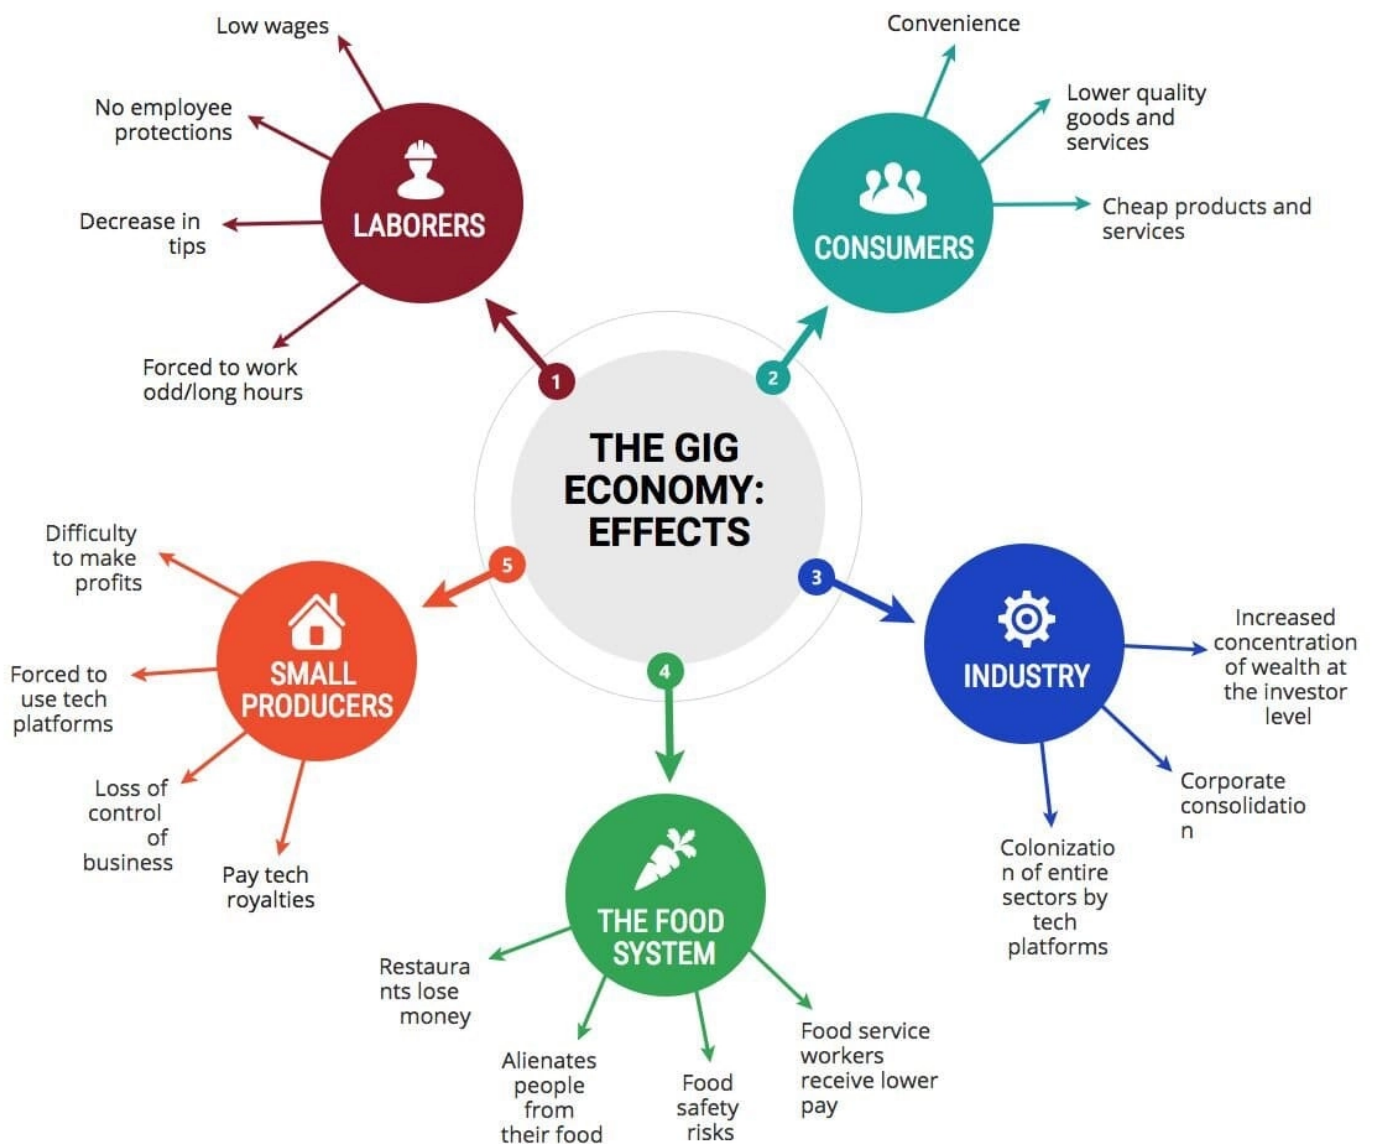 THE GIG
ECONOMY:
EFFECTS
1
LABORERS
Low wages
No employee
protections
Decrease in
tips
Forced to work
odd/long hours
2
CONSUMERS
Convenience
Lower quality
goods and
services
Cheap products and
services
3
INDUSTRY
Increased
concentration
of wealth at
the investor
level
Corporate
consolidatio
n
Colonizatio
n of entire
sectors by
tech
platforms
4
THE FOOD
SYSTEM
Food service
workers
receive lower
pay
Food
safety
risks
Alienates
people
from
their food
Restaura
nts lose
money
5
SMALL
PRODUCERS
Difficulty
to make
profits
Forced to
use tech
platforms
Loss of
control
of
business
Pay tech
royalties